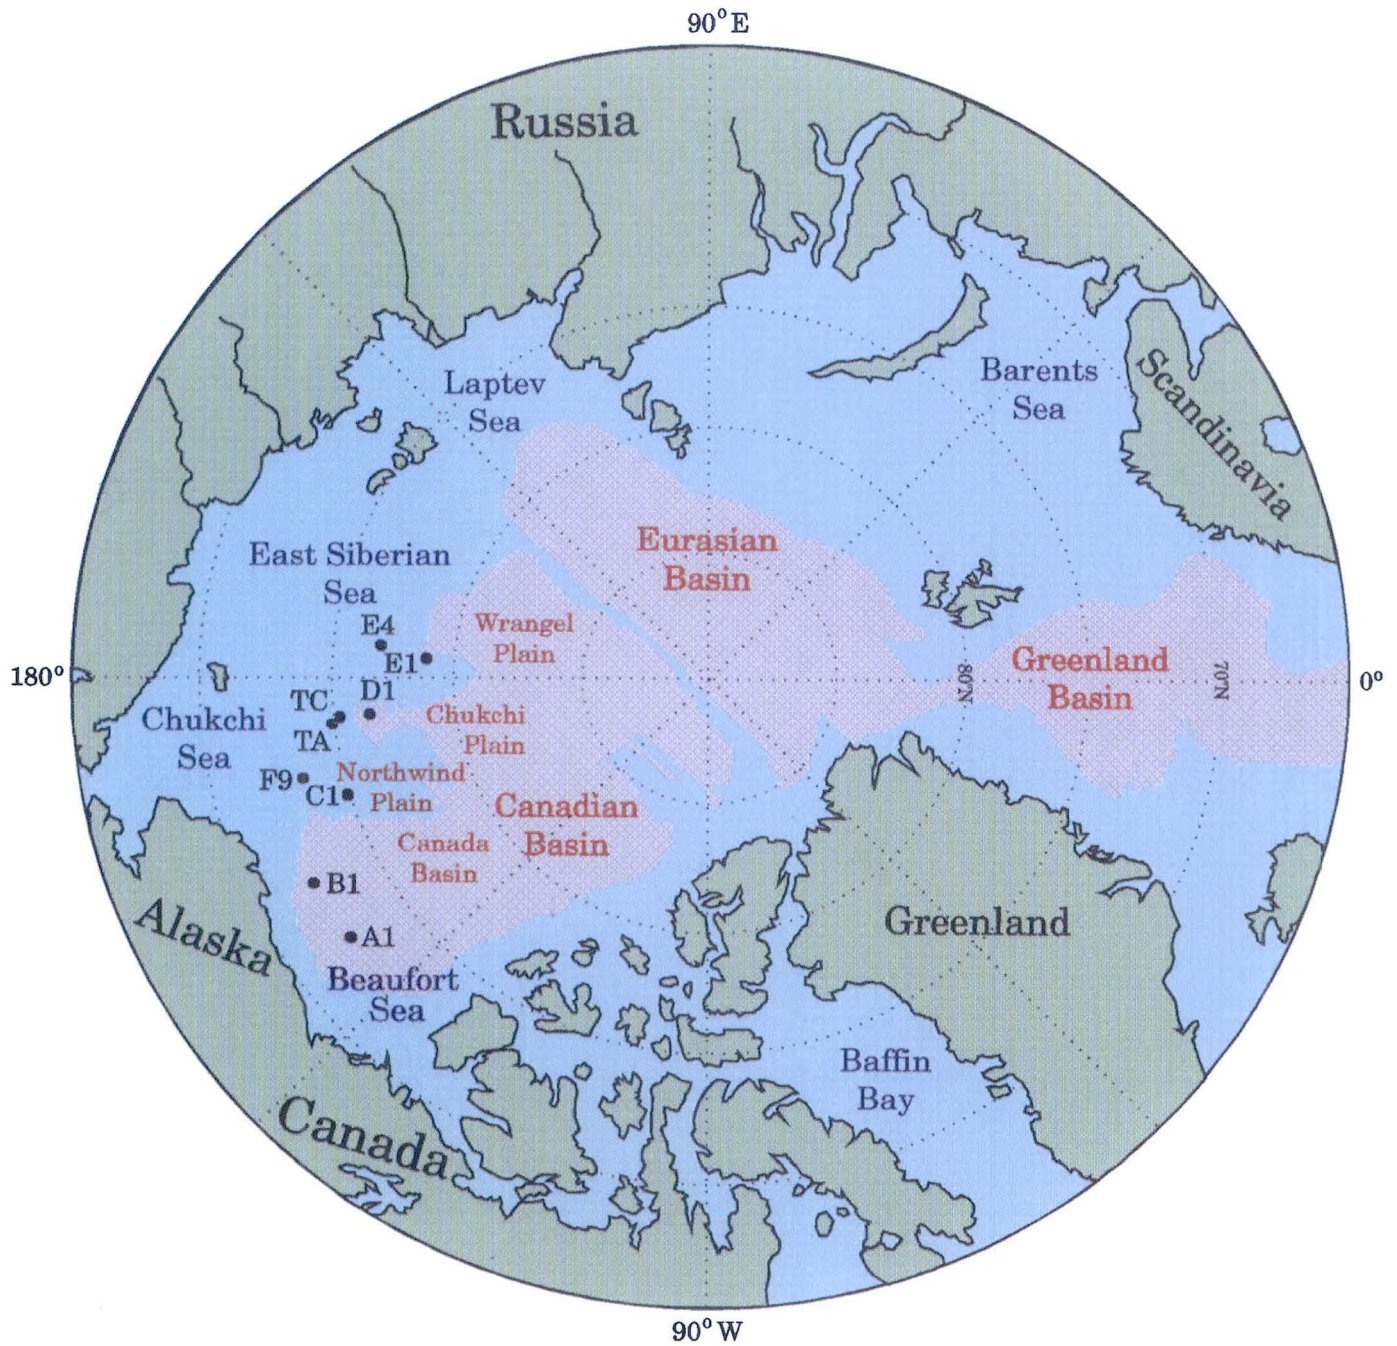 90°E
Russia
Laptev
Sea
Barents
Sea
Scandinavia
East Siberian
Sea
Eurasian
Basin
Wrangel
Plain
E4
E1
180°
D1
TC
TA
Chukchi
Sea
Chukchi
Plain
Greenland
Basin
80°N
70°N
0°
F9
C1
Northwind
Plain
Canadian
Basin
Canada
Basin
B1
A1
Alaska
Beaufort
Sea
Greenland
Baffin
Bay
Canada
90°W